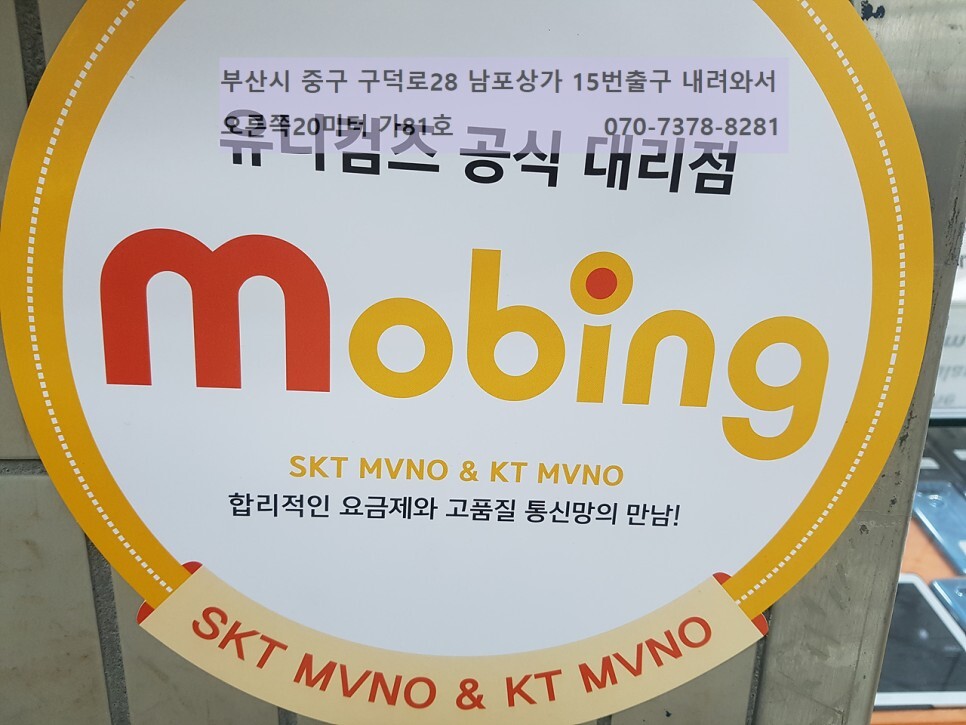 부산시 중구 구덕로28 남포상가 15번출구 내려와서
오른쪽20미터 가81호 070-7378-8281
유니컴즈 공식 대리점
mobing
SKT MVNO & KT MVNO
합리적인 요금제와 고품질 통신망의 만남!
SKT MVNO & KT MVNO